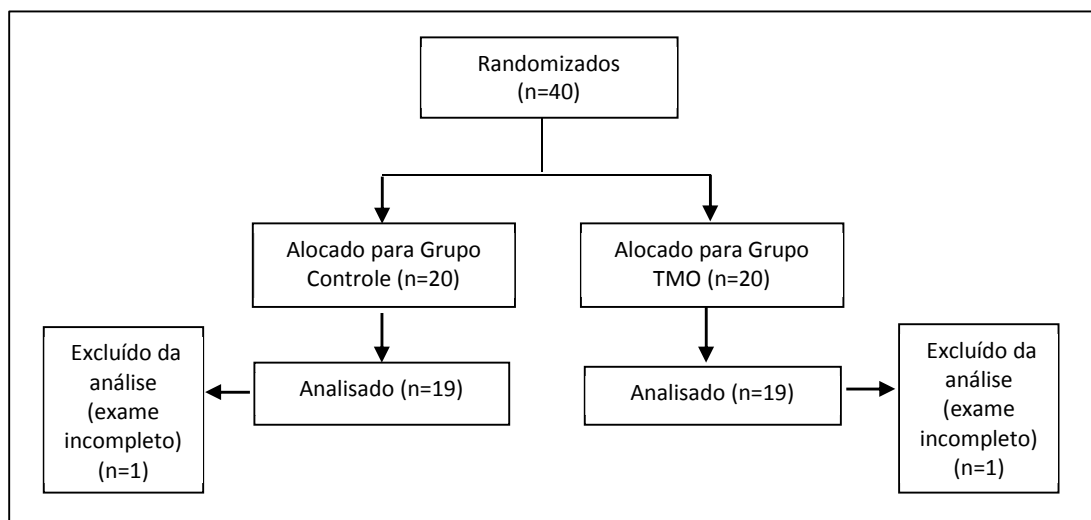 Randomizados
(n=40)
Alocado para Grupo
Controle (n=20)
Alocado para Grupo
TMO (n=20)
Excluído da
análise
(exame
incompleto)
(n=1)
Analisado (n=19)
Analisado (n=19)
Excluído da
análise
(exame
incompleto)
(n=1)